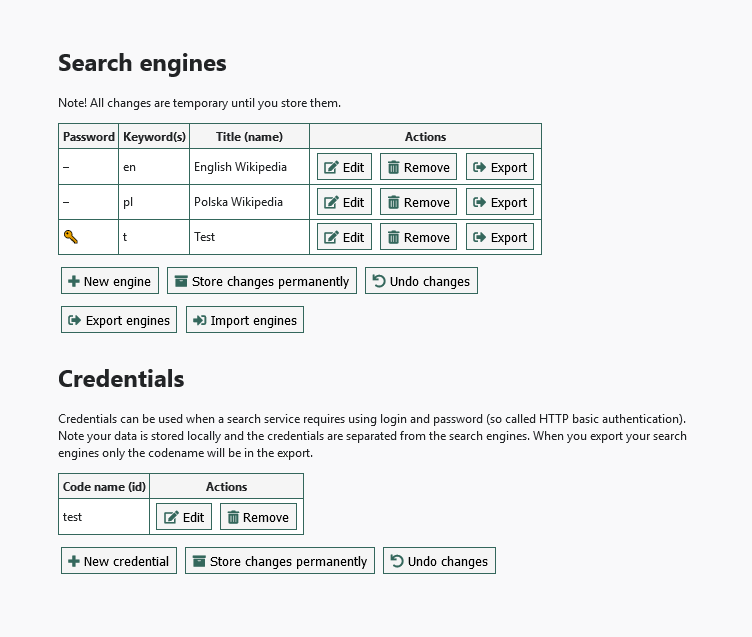 Search engines
Note! All changes are temporary until you store them.
Password Keyword(s) Title (name) Actions
– en English Wikipedia Edit Remove Export
– pl Polska Wikipedia Edit Remove Export
t Test Edit Remove Export
New engine Store changes permanently Undo changes
Export engines Import engines
Credentials
Credentials can be used when a search service requires using login and password (so called HTTP basic authentication).
Note your data is stored locally and the credentials are separated from the search engines. When you export your search
engines only the codename will be in the export.
Code name (id) Actions
test Edit Remove
New credential Store changes permanently Undo changes